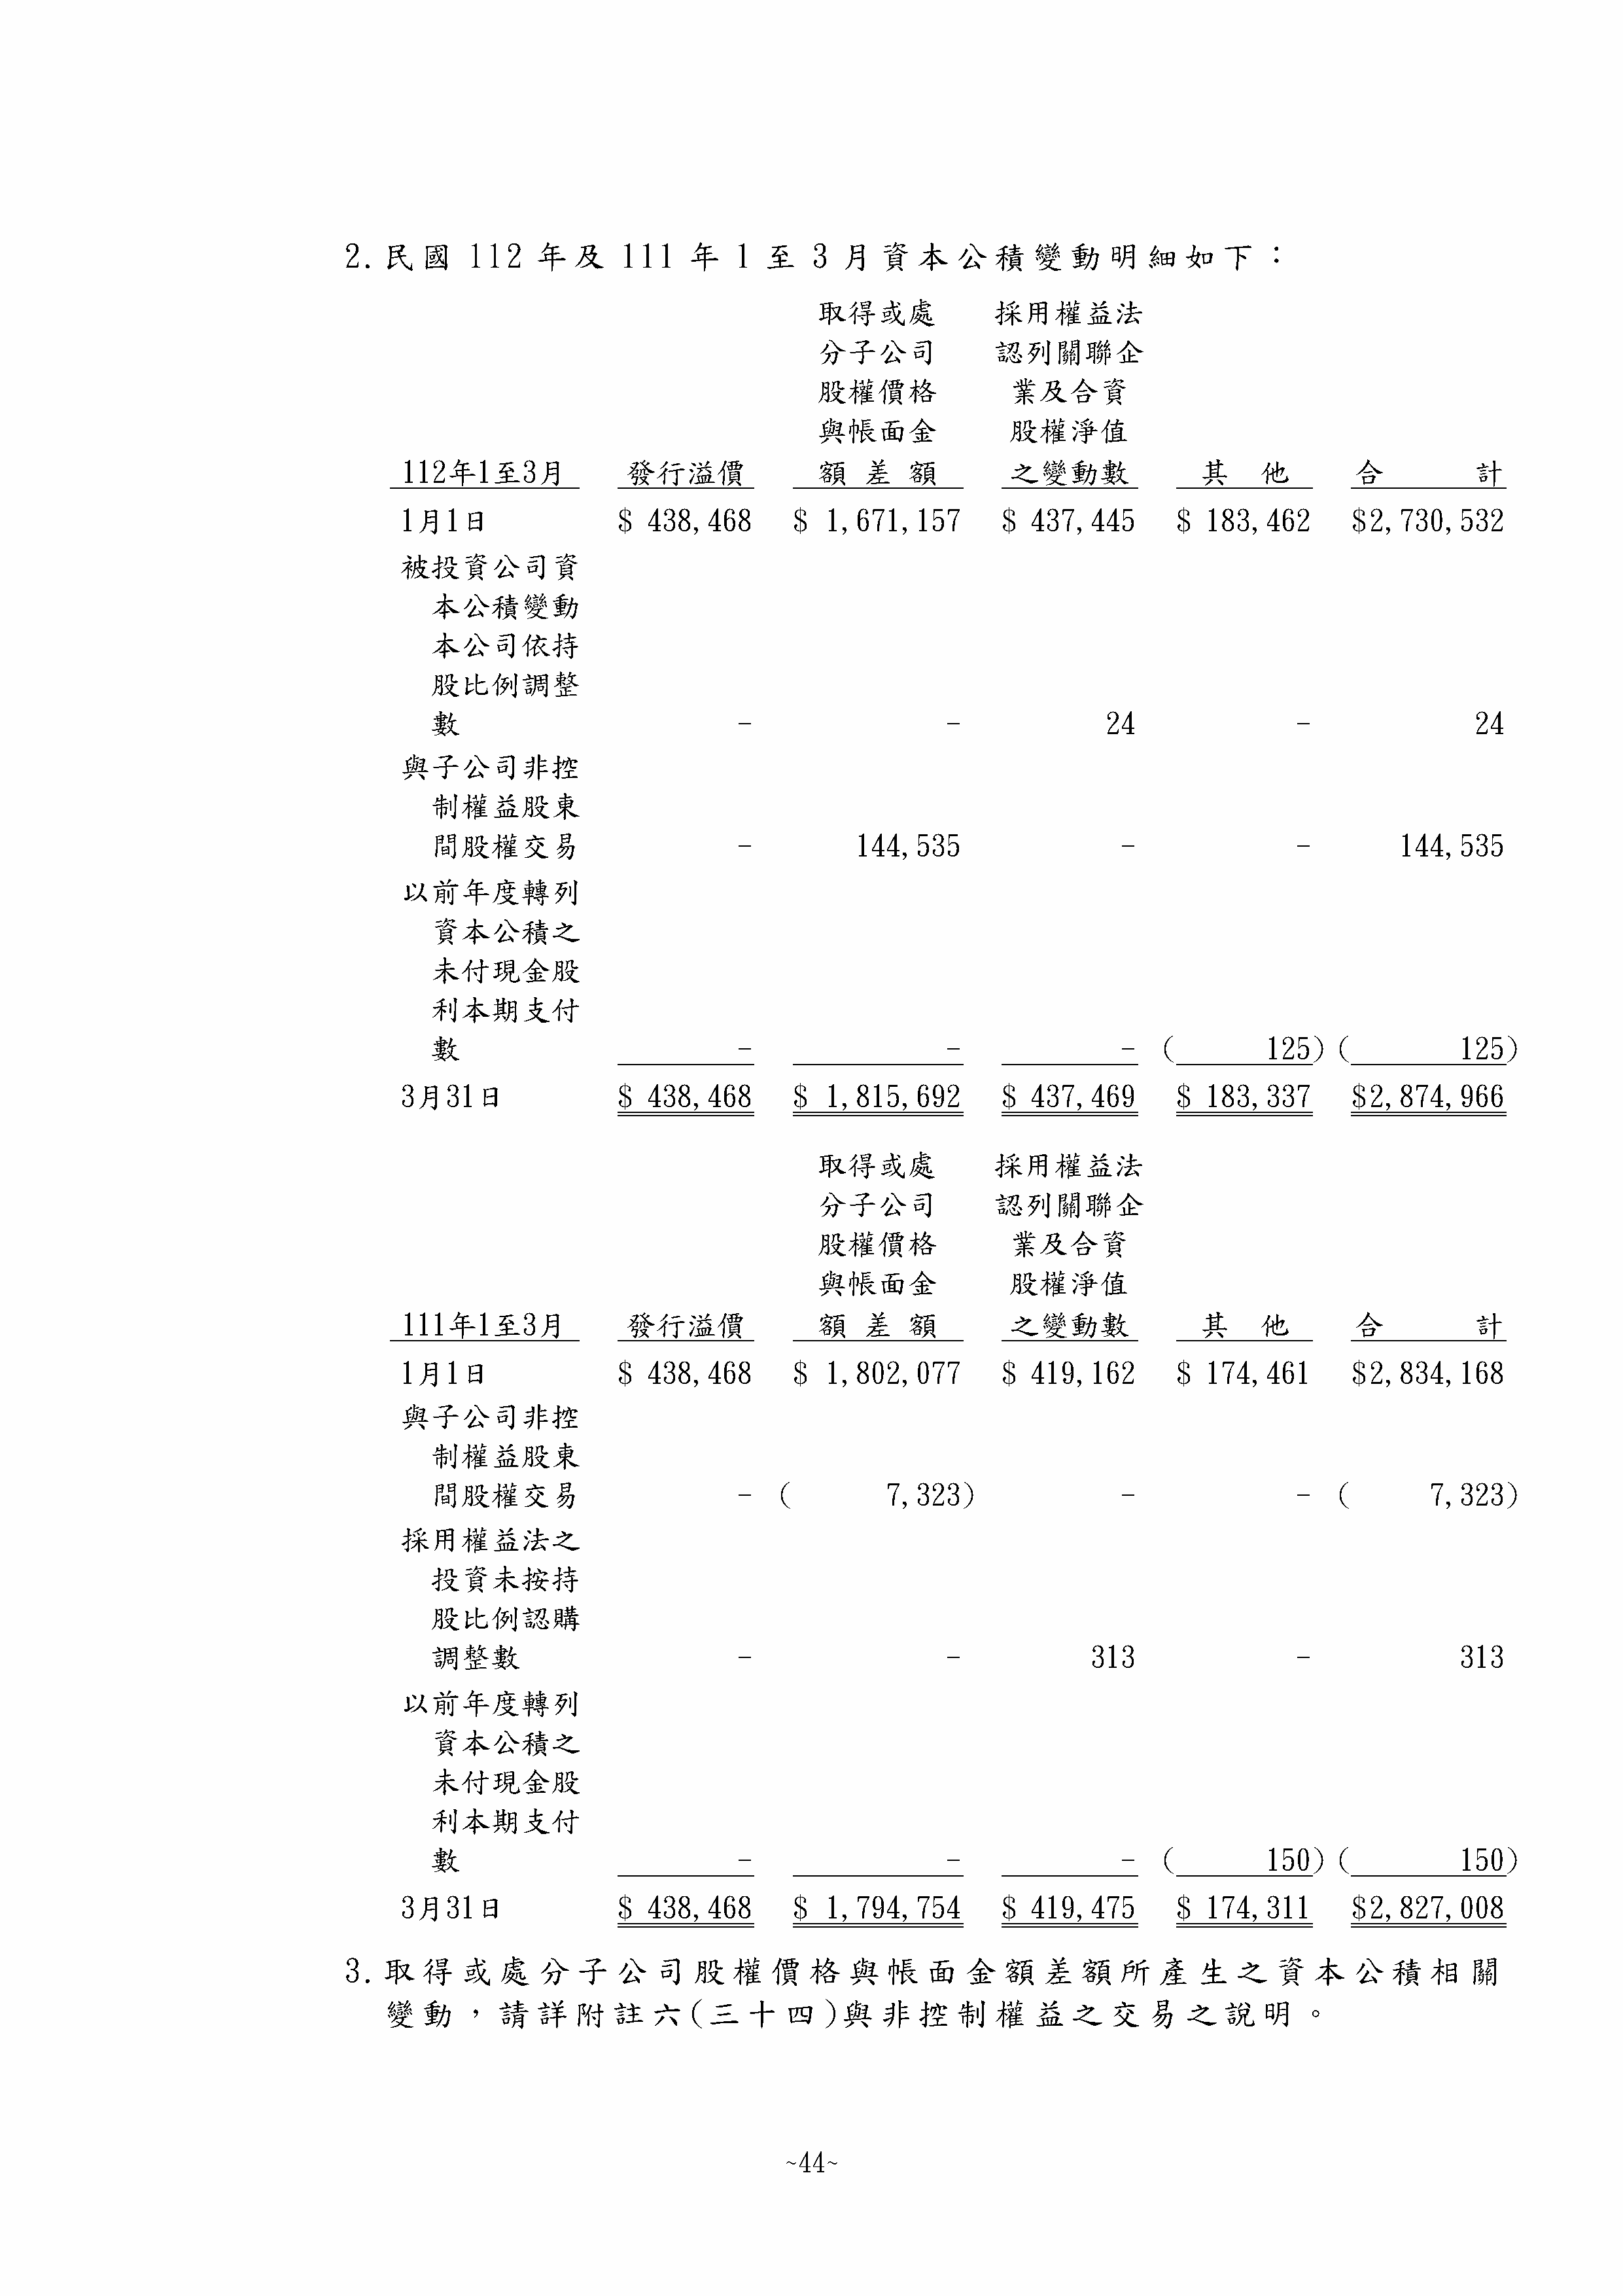 2.民國 112 年及 111 年 1 至 3 月資本公積變動明細如下：
取得或處 採用權益法
分子公司 認列關聯企
股權價格 業及合資
與帳面金 股權淨值
112年1至3月 發行溢價 額 差 額 之變動數 其 他 合 計
1月1日 $ 438,468 $ 1,671,157 $ 437,445 $ 183,462 $2,730,532
被投資公司資
本公積變動
本公司依持
股比例調整
數 - - 24 - 24
與子公司非控
制權益股東
間股權交易 - 144,535 - - 144,535
以前年度轉列
資本公積之
未付現金股
利本期支付
數 - - - ( 125) ( 125)
3月31日 $ 438,468 $ 1,815,692 $ 437,469 $ 183,337 $2,874,966
取得或處 採用權益法
分子公司 認列關聯企
股權價格 業及合資
與帳面金 股權淨值
111年1至3月 發行溢價 額 差 額 之變動數 其 他 合 計
1月1日 $ 438,468 $ 1,802,077 $ 419,162 $ 174,461 $2,834,168
與子公司非控
制權益股東
間股權交易 - ( 7,323) - - ( 7,323)
採用權益法之
投資未按持
股比例認購
調整數 - - 313 - 313
以前年度轉列
資本公積之
未付現金股
利本期支付
數 - - - ( 150) ( 150)
3月31日 $ 438,468 $ 1,794,754 $ 419,475 $ 174,311 $2,827,008
3.取得或處分子公司股權價格與帳面金額差額所產生之資本公積相關
變動，請詳附註六(三十四)與非控制權益之交易之說明。
~44~